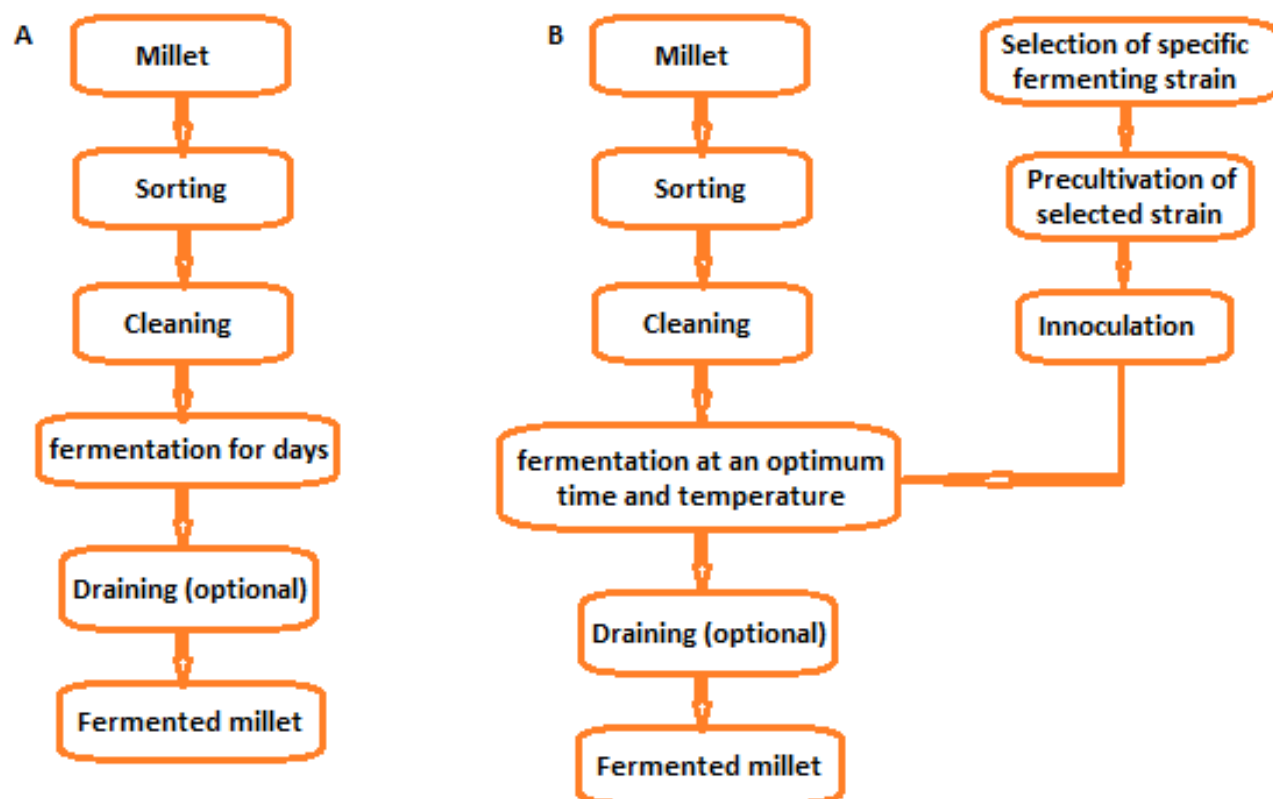 A
Millet
Sorting
Cleaning
fermentation for days
Draining (optional)
Fermented millet
B
Millet
Sorting
Cleaning
fermentation at an optimum
time and temperature
Draining (optional)
Fermented millet
Selection of specific
fermenting strain
Precultivation of
selected strain
Innoculation